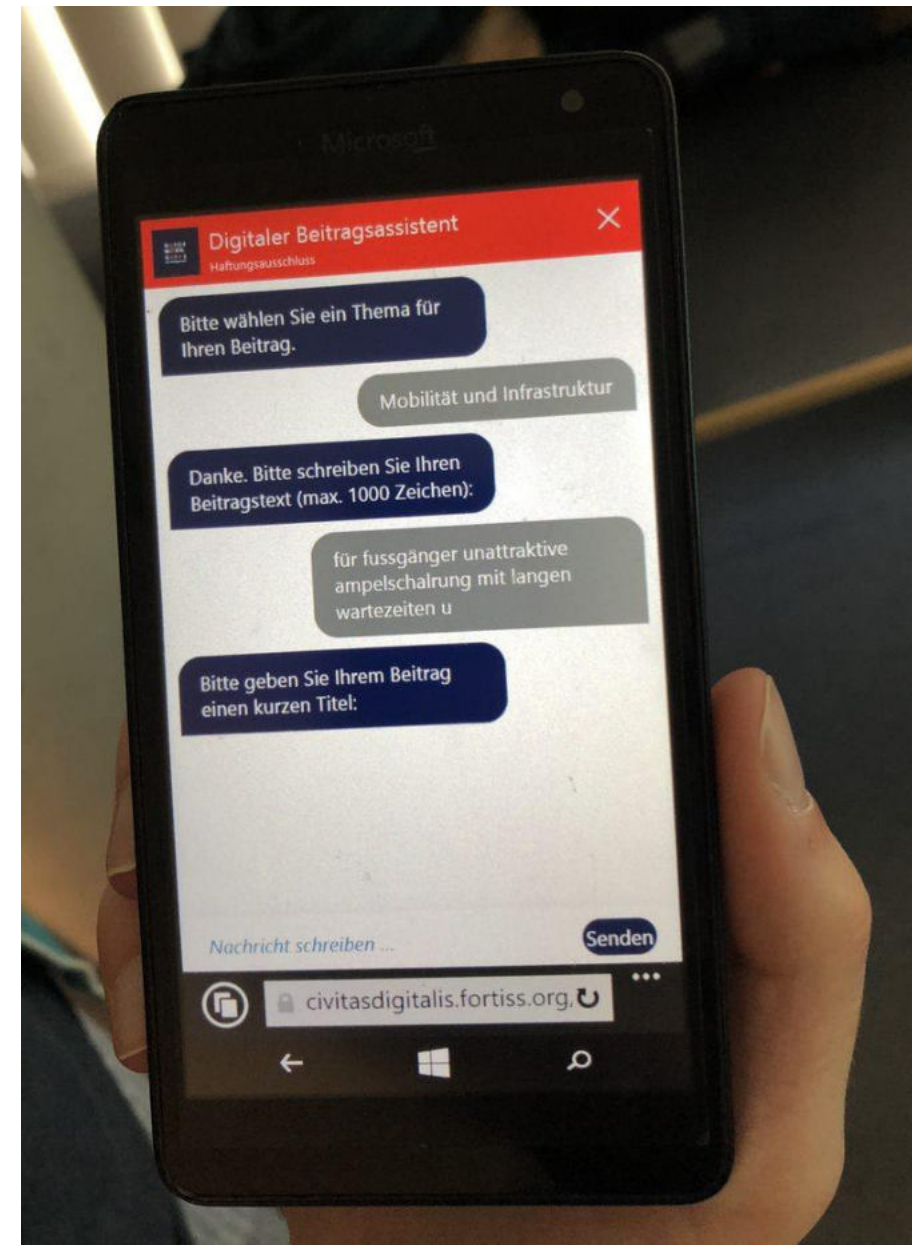 Microsoft
Digitaler Beitragsassistent
Haftungsausschluss
Bitte wählen Sie ein Thema für
Ihren Beitrag.
Mobilität und Infrastruktur
Danke. Bitte schreiben Sie Ihren
Beitragstext (max. 1000 Zeichen):
für fussgänger unattraktive
ampelschalrung mit langen
wartezeiten u
Bitte geben Sie Ihrem Beitrag
einen kurzen Titel:
Nachricht schreiben ...
Senden
civitasdigitalis.fortiss.org,